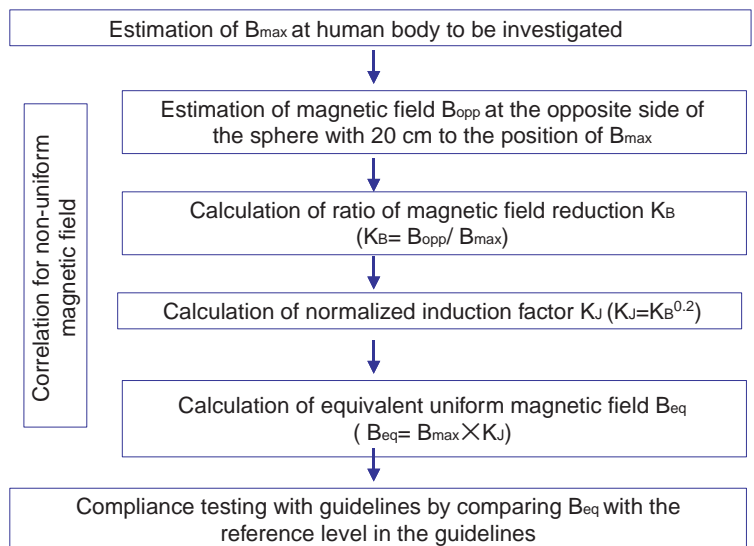 Estimation of Bmax at human body to be investigated
Correlation for non-uniform
magnetic field
Estimation of magnetic field Bopp at the opposite side of
the sphere with 20 cm to the position of Bmax
Calculation of ratio of magnetic field reduction KB
(KB= Bopp/ Bmax)
Calculation of normalized induction factor KJ (KJ=KB0.2)
Calculation of equivalent uniform magnetic field Beq
( Beq= Bmax×KJ)
Compliance testing with guidelines by comparing Beq with the
reference level in the guidelines